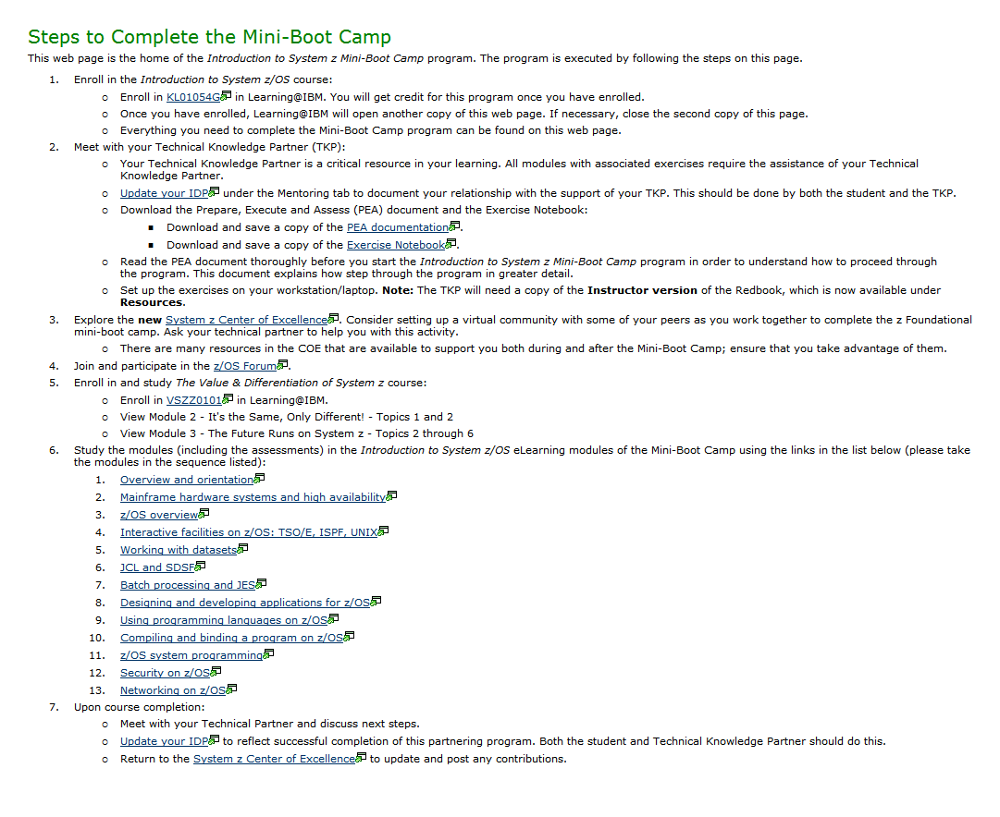 Steps to Complete the Mini-Boot Camp
This web page is the home of the Introduction to System z Mini-Boot Camp program. The program is executed by following the steps on this page.
1. Enroll in the Introduction to System z/OS course:
o Enroll in KL01054G in Learning@IBM. You will get credit for this program once you have enrolled.
o Once you have enrolled, Learning@IBM will open another copy of this web page. If necessary, close the second copy of this page.
o Everything you need to complete the Mini-Boot Camp program can be found on this web page.
2. Meet with your Technical Knowledge Partner (TKP):
o Your Technical Knowledge Partner is a critical resource in your learning. All modules with associated exercises require the assistance of your Technical
Knowledge Partner.
o Update your IDP under the Mentoring tab to document your relationship with the support of your TKP. This should be done by both the student and the TKP.
o Download the Prepare, Execute and Assess (PEA) document and the Exercise Notebook:
▪ Download and save a copy of the PEA documentation.
▪ Download and save a copy of the Exercise Notebook.
o Read the PEA document thoroughly before you start the Introduction to System z Mini-Boot Camp program in order to understand how to proceed through
the program. This document explains how step through the program in greater detail.
o Set up the exercises on your workstation/laptop. Note: The TKP will need a copy of the Instructor version of the Redbook, which is now available under
Resources.
3. Explore the new System z Center of Excellence. Consider setting up a virtual community with some of your peers as you work together to complete the z Foundational
mini-boot camp. Ask your technical partner to help you with this activity.
o There are many resources in the COE that are available to support you both during and after the Mini-Boot Camp; ensure that you take advantage of them.
4. Join and participate in the z/OS Forum.
5. Enroll in and study The Value & Differentiation of System z course:
o Enroll in VSZZ0101 in Learning@IBM.
o View Module 2 - It's the Same, Only Different! - Topics 1 and 2
o View Module 3 - The Future Runs on System z - Topics 2 through 6
6. Study the modules (including the assessments) in the Introduction to System z/OS eLearning modules of the Mini-Boot Camp using the links in the list below (please take
the modules in the sequence listed):
1. Overview and orientation
2. Mainframe hardware systems and high availability
3. z/OS overview
4. Interactive facilities on z/OS: TSO/E, ISPF, UNIX
5. Working with datasets
6. JCL and SDSF
7. Batch processing and JES
8. Designing and developing applications for z/OS
9. Using programming languages on z/OS
10. Compiling and binding a program on z/OS
11. z/OS system programming
12. Security on z/OS
13. Networking on z/OS
7. Upon course completion:
o Meet with your Technical Partner and discuss next steps.
o Update your IDP to reflect successful completion of this partnering program. Both the student and Technical Knowledge Partner should do this.
o Return to the System z Center of Excellence to update and post any contributions.